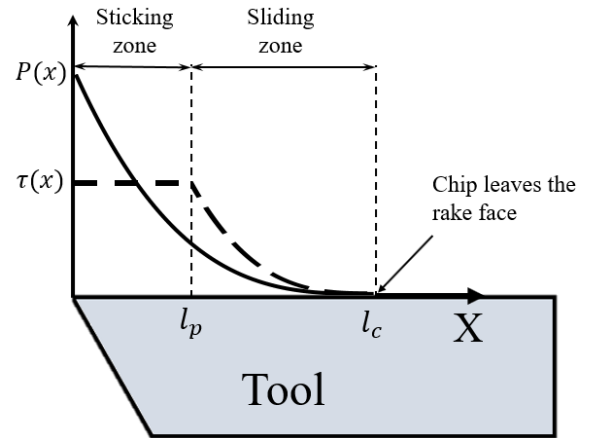 Sticking
zone
Sliding
zone
P(x)
τ(x)
Chip leaves the
rake face
l_p
l_c
X
Tool